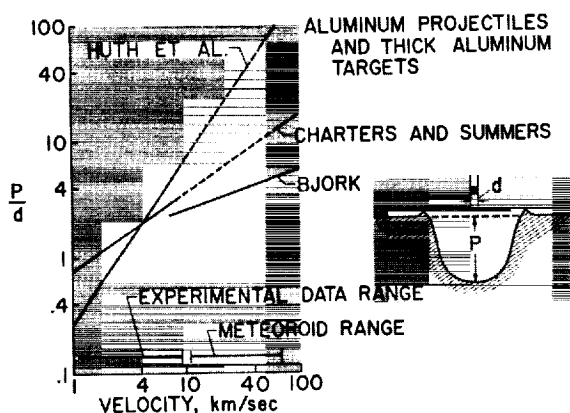 100
40
10
4
1
.4
.1
P/d
HUTH ET AL.
ALUMINUM PROJECTILES
AND THICK ALUMINUM
TARGETS
CHARTERS AND SUMMERS
BJORK
d
P
EXPERIMENTAL DATA RANGE
METEOROID RANGE
1 4 10 40 100
VELOCITY, km/sec